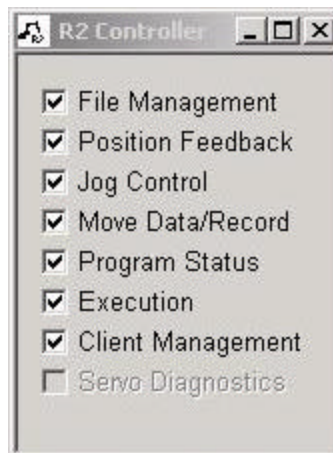 R2 Controller
File Management
Position Feedback
Jog Control
Move Data/Record
Program Status
Execution
Client Management
Servo Diagnostics